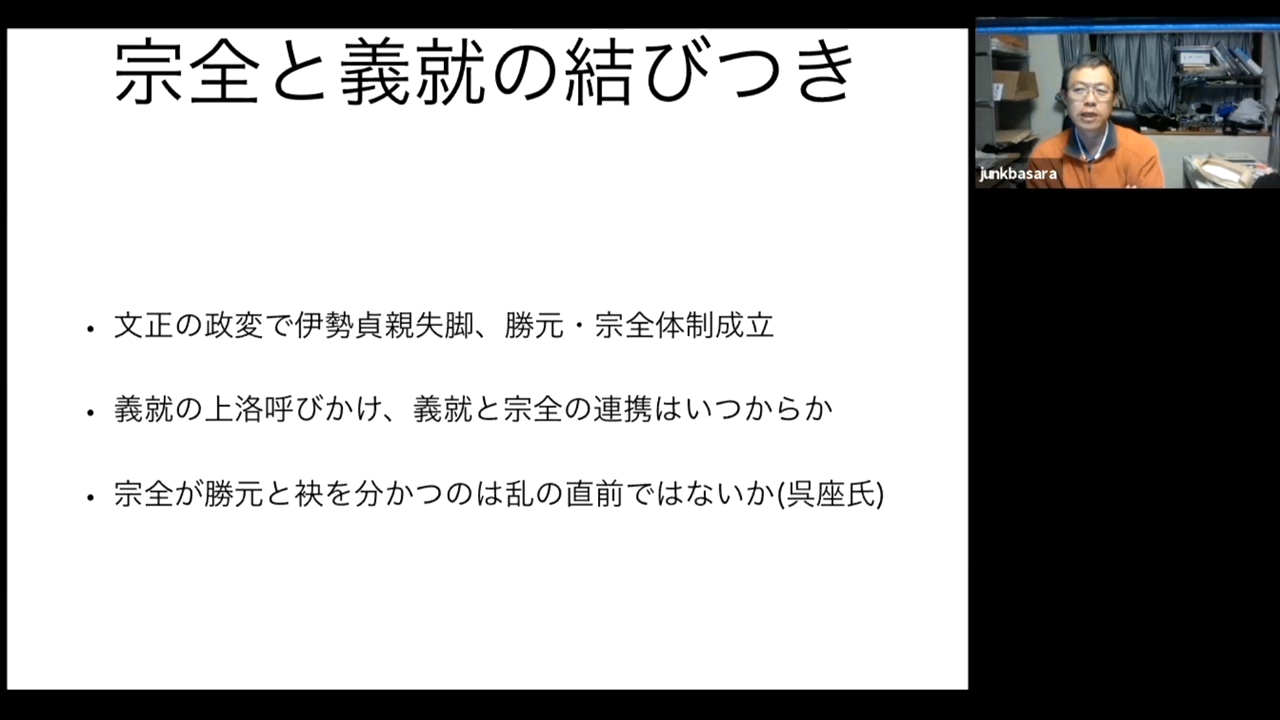 宗全と義就の結びつき
• 文正の政変で伊勢貞親失脚、勝元・宗全体制成立
• 義就の上洛呼びかけ、義就と宗全の連携はいつからか
• 宗全が勝元と袂を分かつのは乱の直前ではないか(呉座氏)
junkbasara